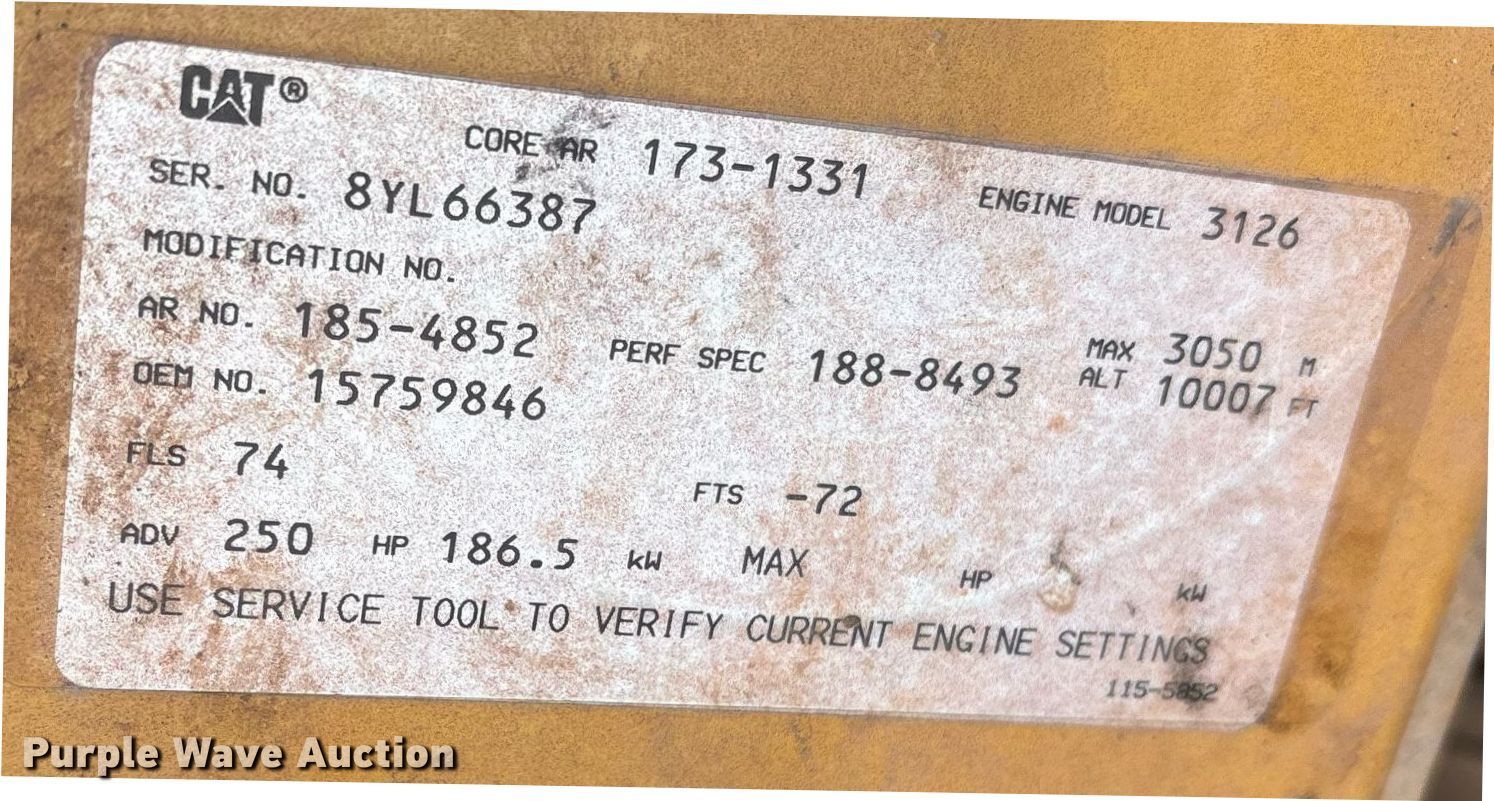 CAT®
CORE AR 173-1331 ENGINE MODEL 3126
SER. NO. 8YL66387
MODIFICATION NO.
AR NO. 185-4852 PERF SPEC 188-8493 MAX ALT 3050 M 10007 FT
OEM NO. 15759846
FLS 74 FTS -72
ADV 250 HP 186.5 kW MAX HP kW
USE SERVICE TOOL TO VERIFY CURRENT ENGINE SETTINGS
Purple Wave Auction